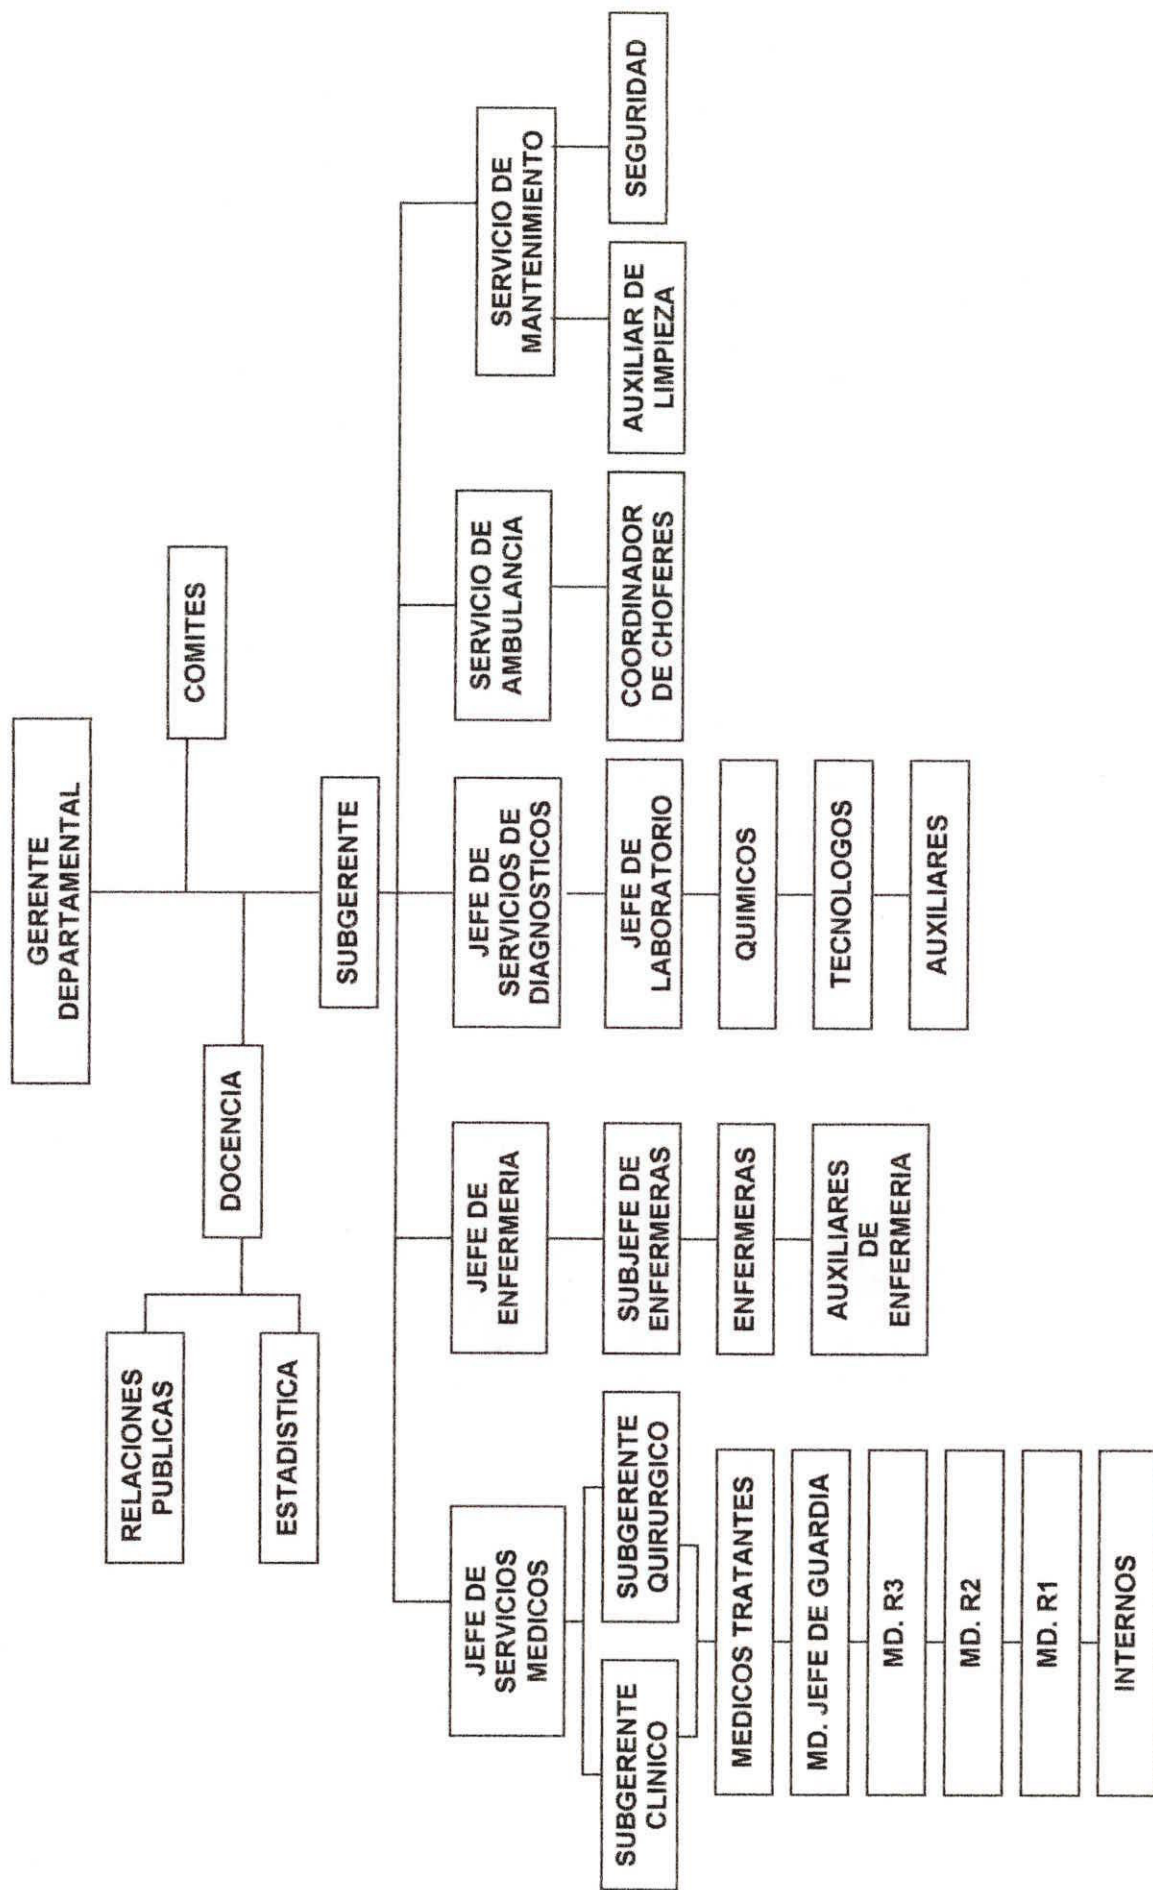 GERENTE
DEPARTAMENTAL
COMITES
RELACIONES
PUBLICAS
DOCENCIA
ESTADISTICA
SUBGERENTE
JEFE DE
SERVICIOS
MEDICOS
JEFE DE
ENFERMERIA
JEFE DE
SERVICIOS DE
DIAGNOSTICOS
SERVICIO DE
AMBULANCIA
SERVICIO DE
MANTENIMIENTO
SUBGERENTE
CLINICO
SUBGERENTE
QUIRURGICO
SUBJEFE DE
ENFERMERAS
JEFE DE
LABORATORIO
COORDINADOR
DE CHOFERES
AUXILIAR DE
LIMPIEZA
SEGURIDAD
MEDICOS TRATANTES
ENFERMERAS
QUIMICOS
MD. JEFE DE GUARDIA
AUXILIARES
DE
ENFERMERIA
TECNOLOGOS
MD. R3
AUXILIARES
MD. R2
MD. R1
INTERNOS